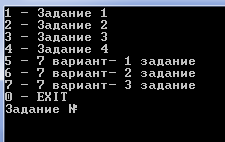 1 - Задание 1
2 - Задание 2
3 - Задание 3
4 - Задание 4
5 - 7 вариант- 1 задание
6 - 7 вариант- 2 задание
7 - 7 вариант- 3 задание
0 - EXIT
Задание №